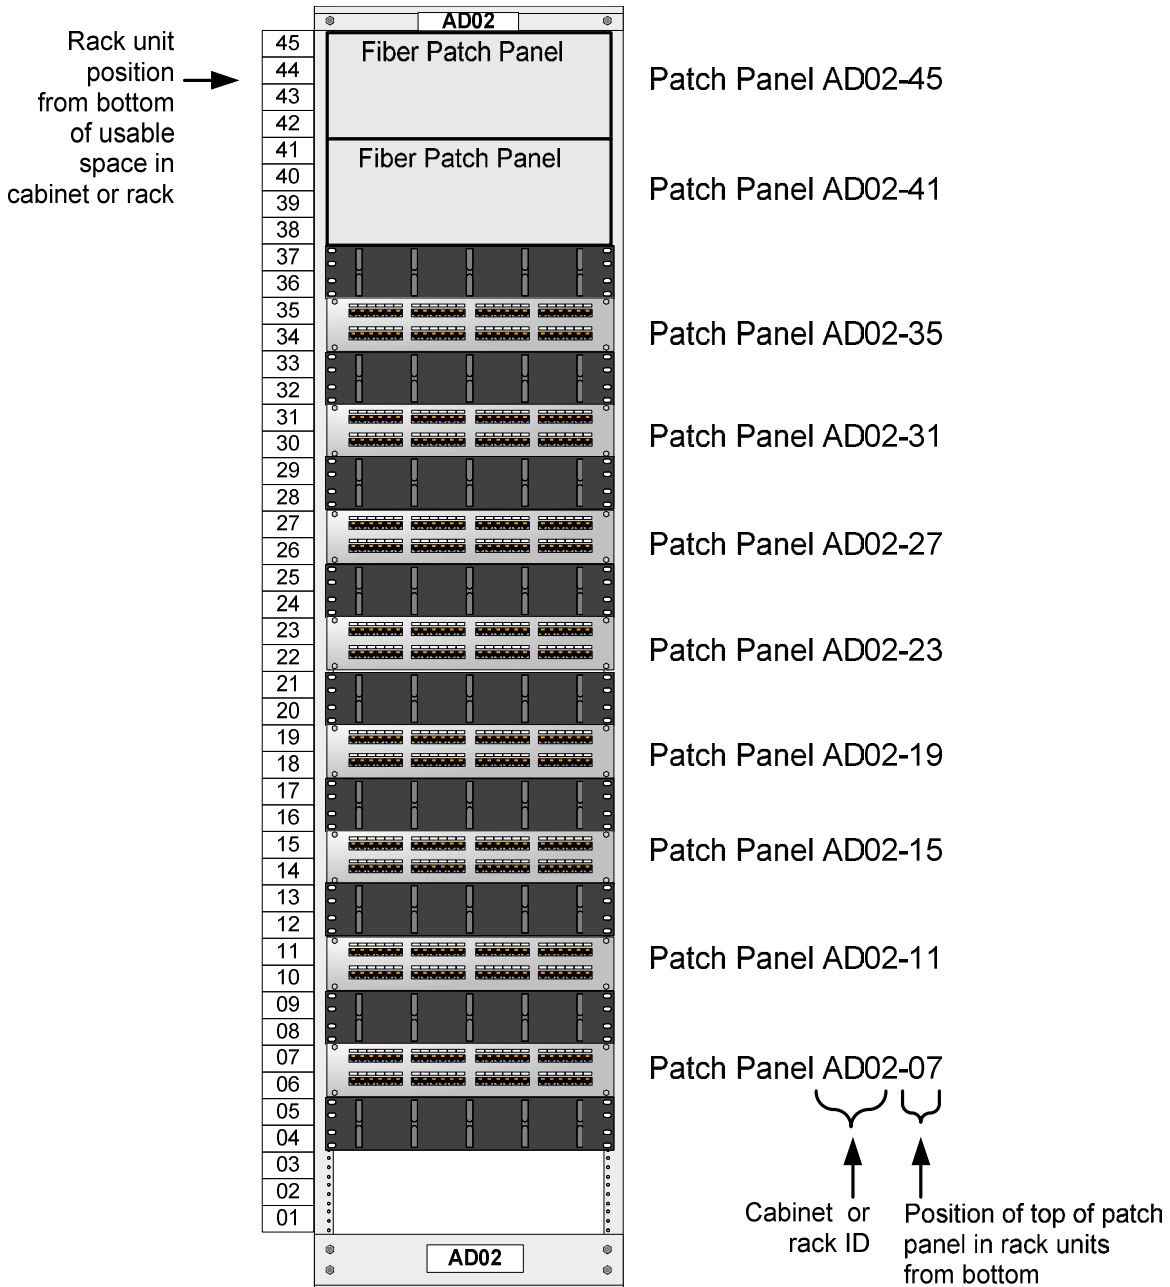 AD02
Rack unit
position
from bottom
of usable
space in
cabinet or rack
45
44
43
42
41
40
39
38
37
36
35
34
33
32
31
30
29
28
27
26
25
24
23
22
21
20
19
18
17
16
15
14
13
12
11
10
09
08
07
06
05
04
03
02
01
Fiber Patch Panel
Fiber Patch Panel
Patch Panel AD02-45
Patch Panel AD02-41
Patch Panel AD02-35
Patch Panel AD02-31
Patch Panel AD02-27
Patch Panel AD02-23
Patch Panel AD02-19
Patch Panel AD02-15
Patch Panel AD02-11
Patch Panel AD02-07
Cabinet or
rack ID
Position of top of patch
panel in rack units
from bottom
AD02